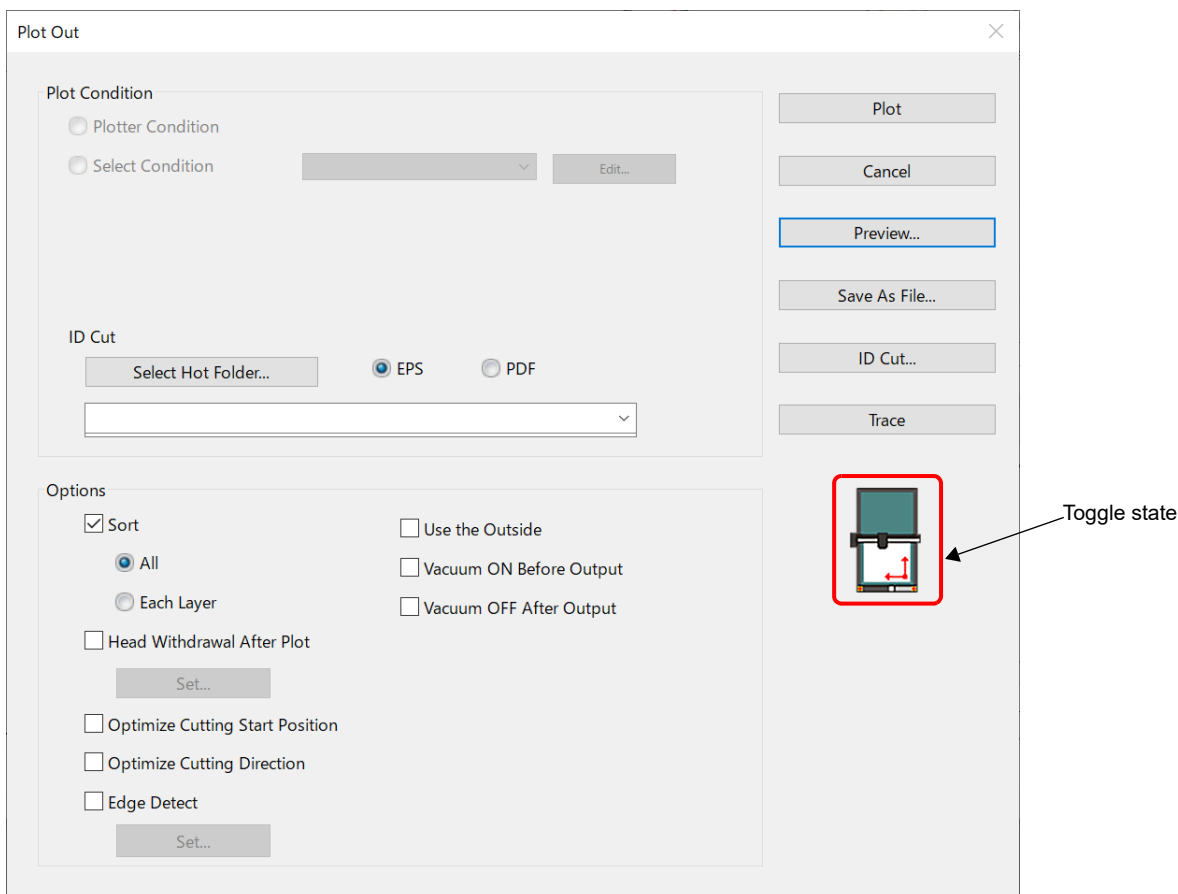 Plot Out
Plot Condition
Plotter Condition
Select Condition
Edit...
ID Cut
Select Hot Folder...
EPS
PDF
Plot
Cancel
Preview...
Save As File...
ID Cut...
Trace
Toggle state
Options
Sort
All
Each Layer
Head Withdrawal After Plot
Set...
Optimize Cutting Start Position
Optimize Cutting Direction
Edge Detect
Set...
Use the Outside
Vacuum ON Before Output
Vacuum OFF After Output